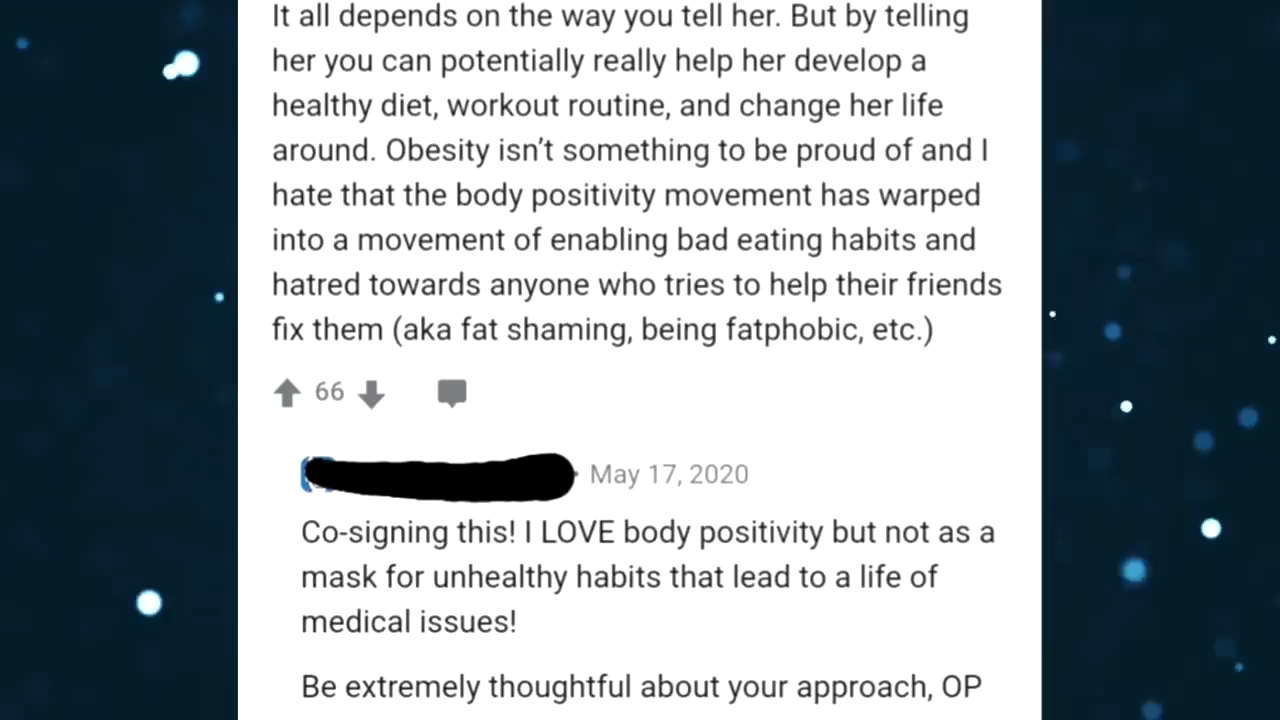 It all depends on the way you tell her. But by telling
her you can potentially really help her develop a
healthy diet, workout routine, and change her life
around. Obesity isn’t something to be proud of and I
hate that the body positivity movement has warped
into a movement of enabling bad eating habits and
hatred towards anyone who tries to help their friends
fix them (aka fat shaming, being fatphobic, etc.)
66
May 17, 2020
Co-signing this! I LOVE body positivity but not as a
mask for unhealthy habits that lead to a life of
medical issues!
Be extremely thoughtful about your approach, OP